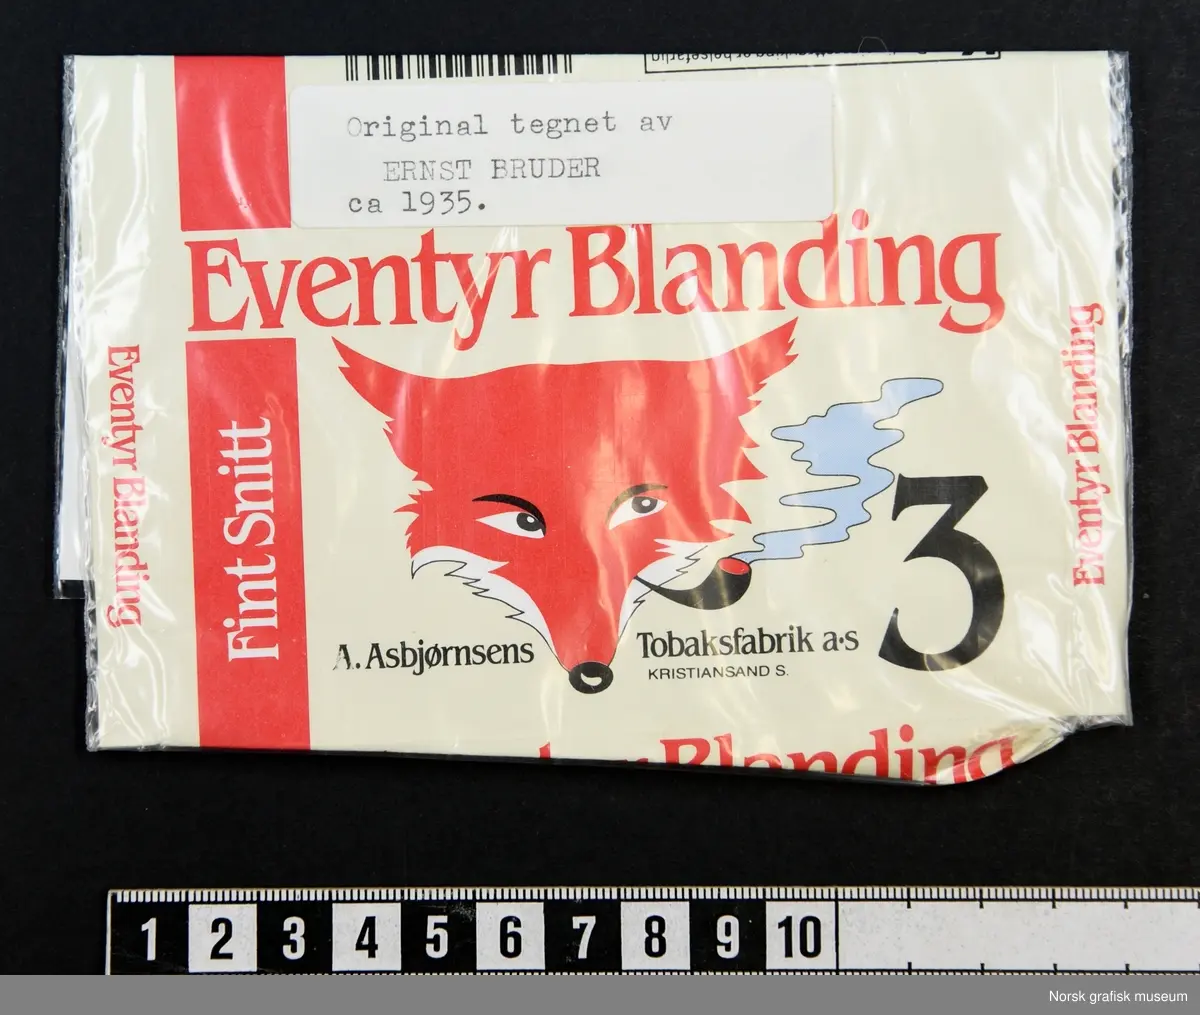 Original tegnet av
ERNST BRUDER
ca 1935.
Eventyr Blanding
Eventyr Blanding
Fint Snitt
3
A. Asbjørnsens Tobaksfabrik a·s
KRISTIANSAND S.
Eventyr Blanding
Blanding
1 2 3 4 5 6 7 8 9 10
Norsk grafisk museum